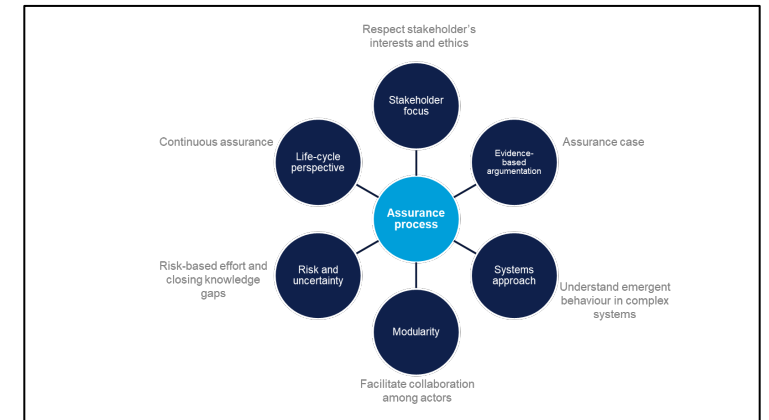 Respect stakeholder's
interests and ethics
Stakeholder
focus
Continuous assurance
Life-cycle
perspective
Evidence-
based
argumentation
Assurance case
Assurance
process
Risk-based effort and
closing knowledge
gaps
Risk and
uncertainty
Systems
approach
Understand emergent
behaviour in complex
systems
Modularity
Facilitate collaboration
among actors